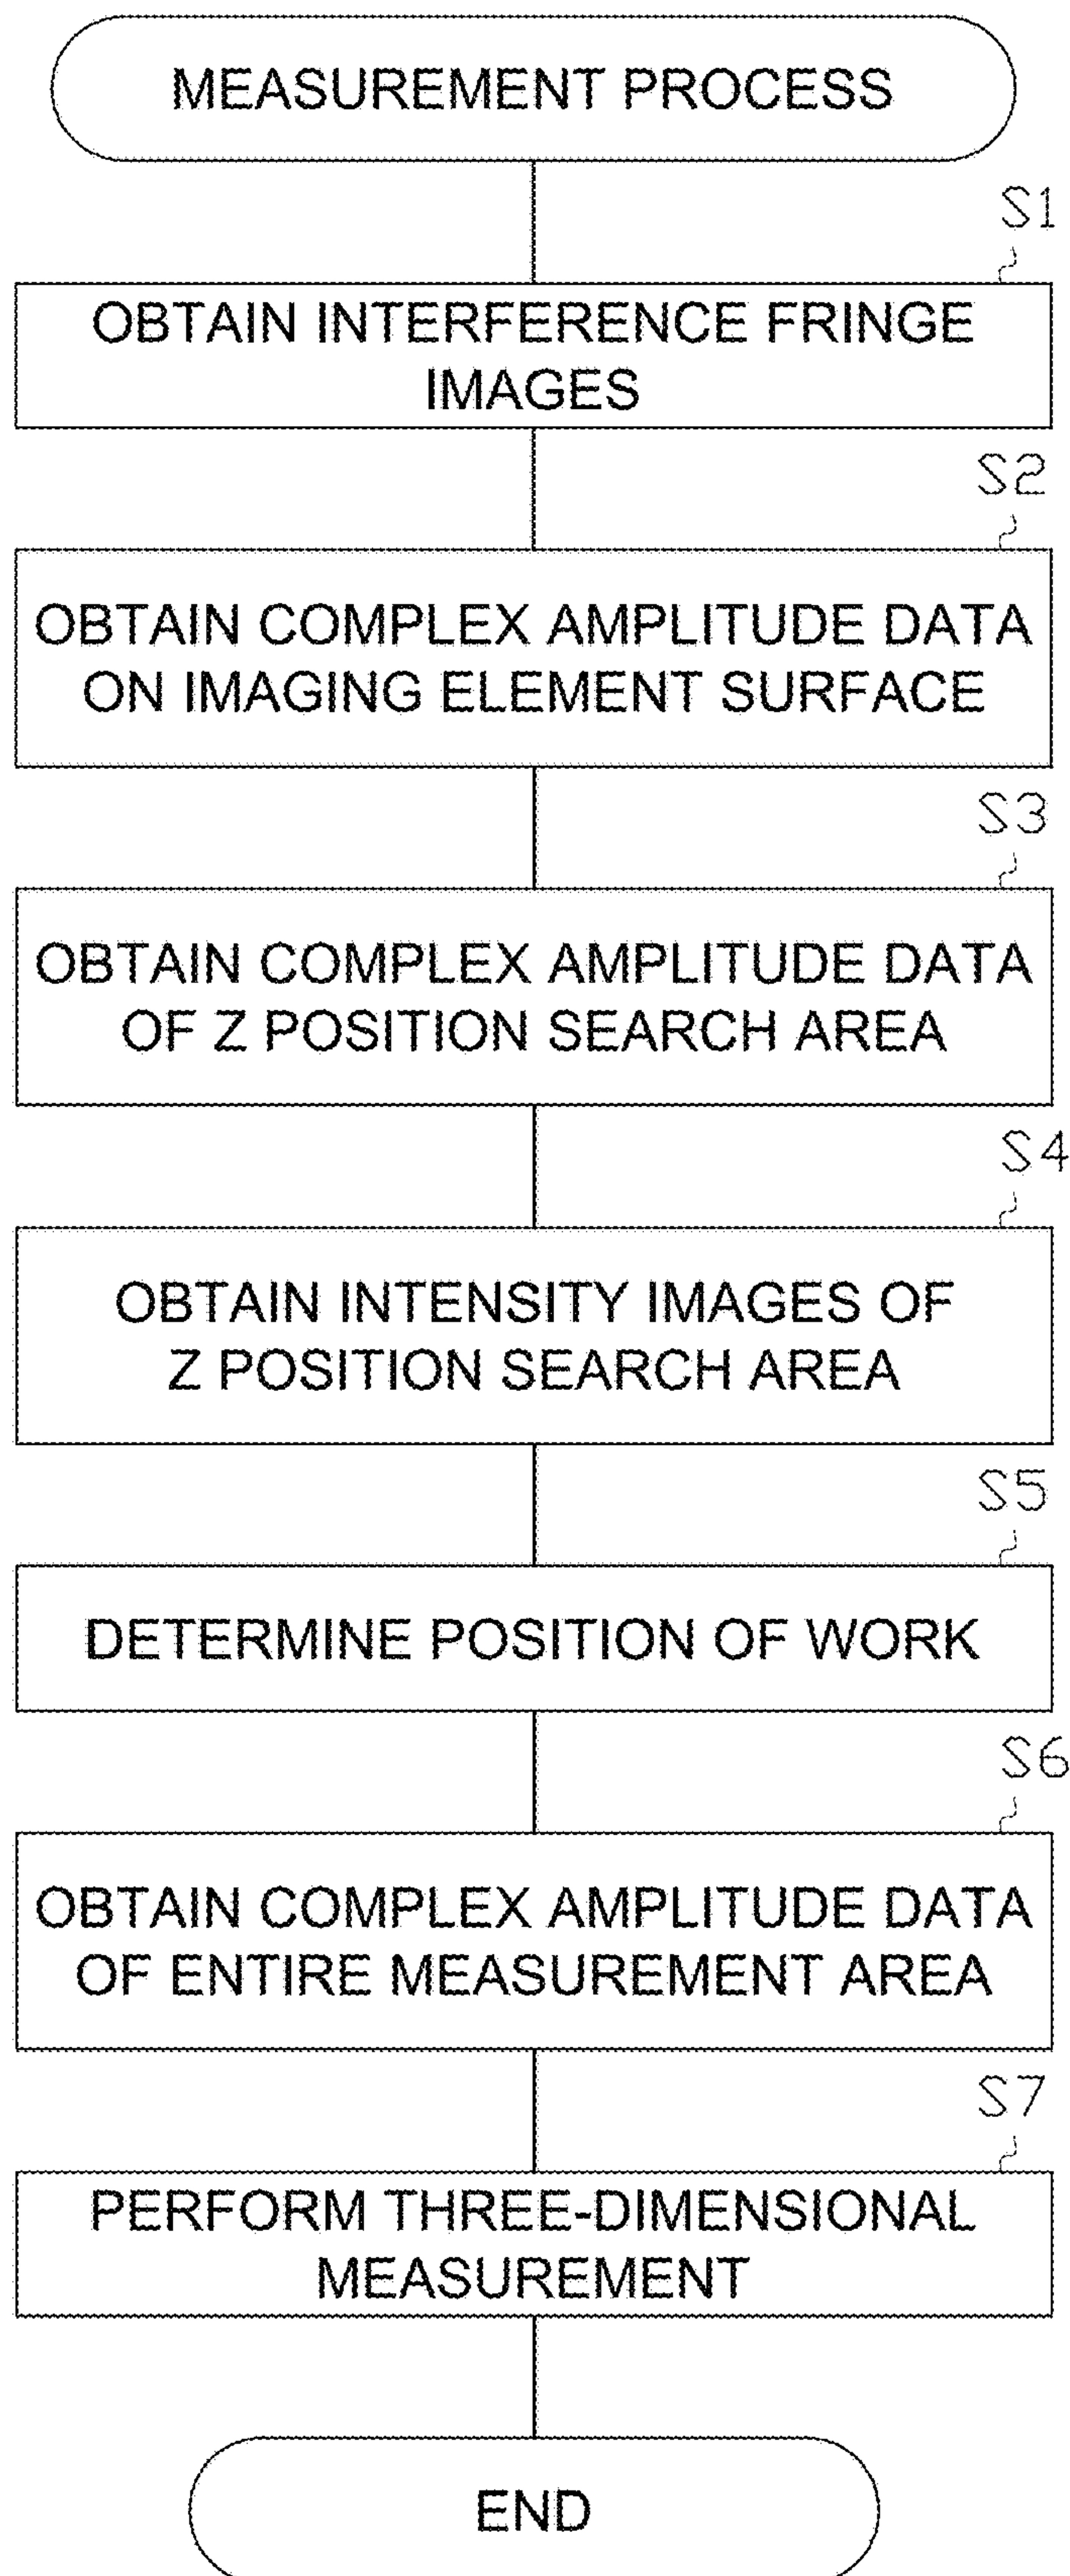 MEASUREMENT PROCESS
S1
OBTAIN INTERFERENCE FRINGE
IMAGES
S2
OBTAIN COMPLEX AMPLITUDE DATA
ON IMAGING ELEMENT SURFACE
S3
OBTAIN COMPLEX AMPLITUDE DATA
OF Z POSITION SEARCH AREA
S4
OBTAIN INTENSITY IMAGES OF
Z POSITION SEARCH AREA
S5
DETERMINE POSITION OF WORK
S6
OBTAIN COMPLEX AMPLITUDE DATA
OF ENTIRE MEASUREMENT AREA
S7
PERFORM THREE-DIMENSIONAL
MEASUREMENT
END